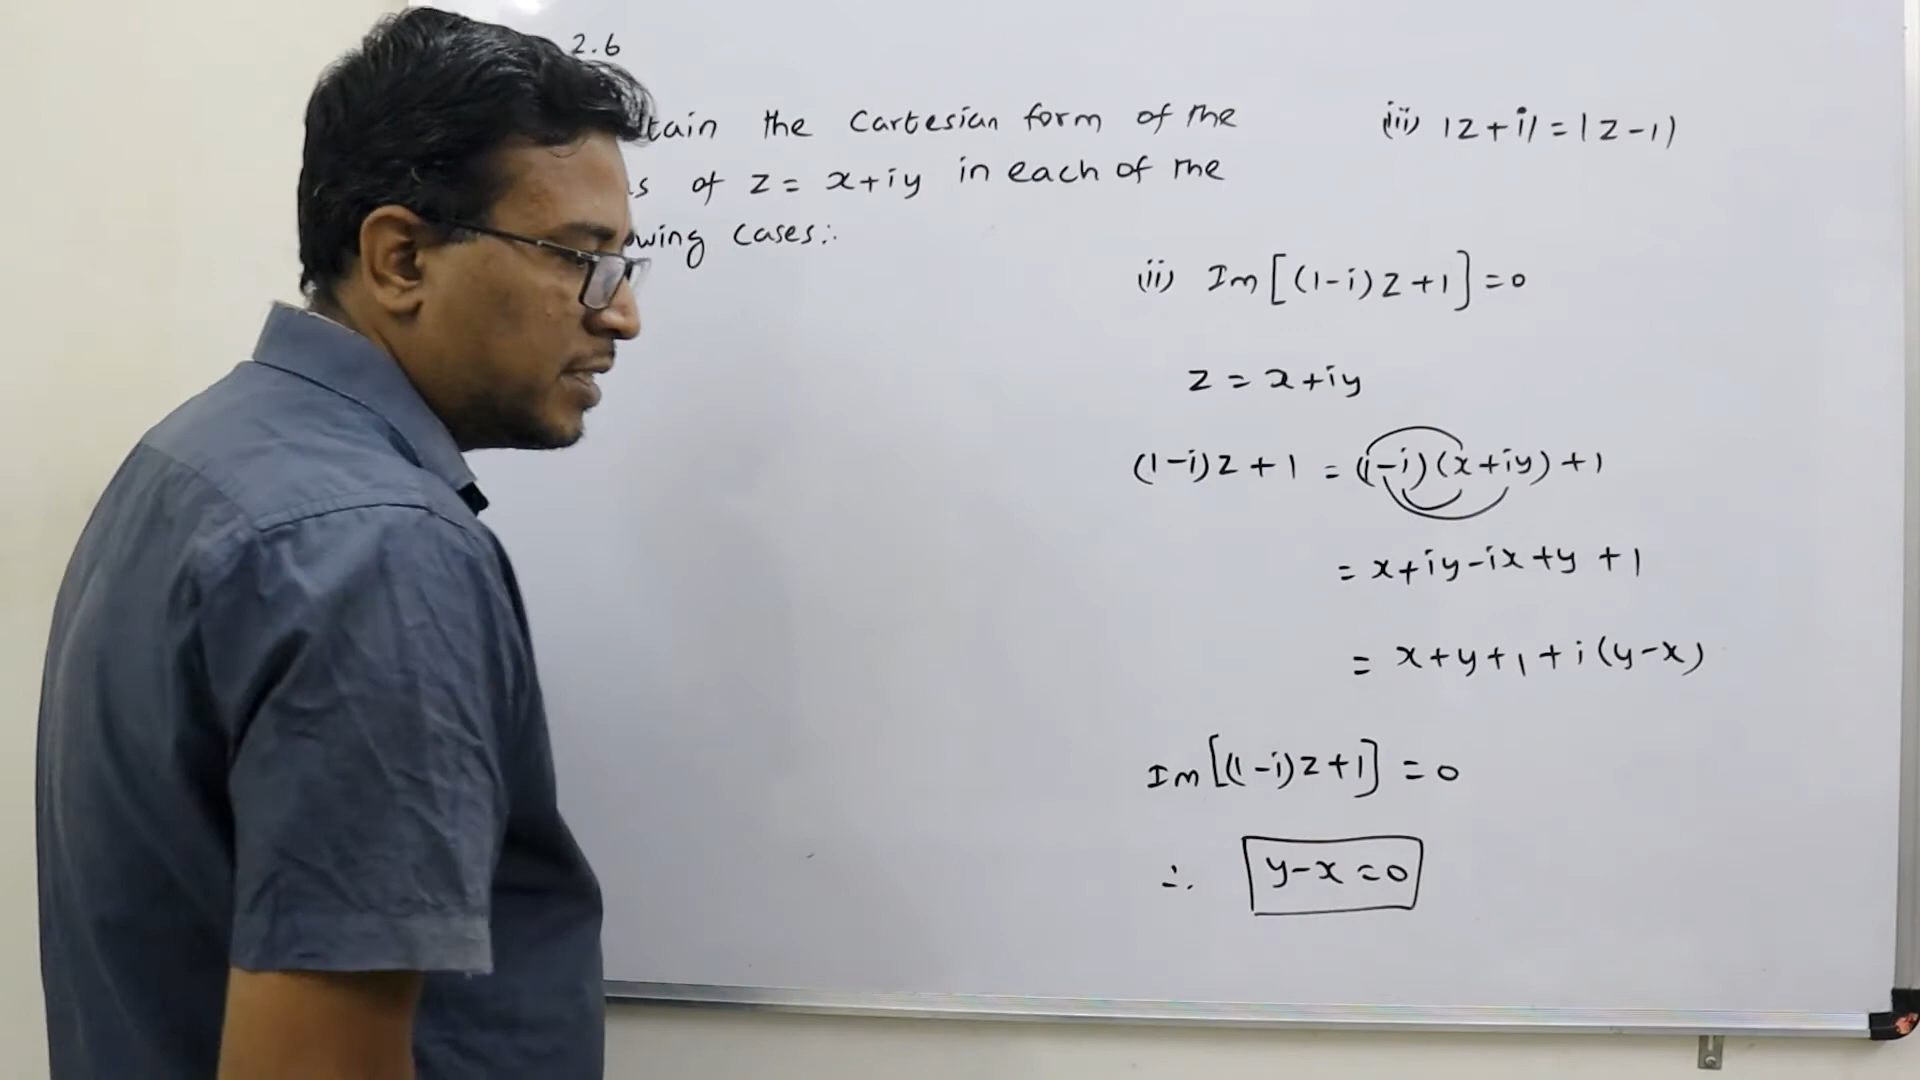 2.6
tain the Cartesian form of the
s of z = x+iy in each of the
owing cases:
(iii) |z+i| = |z-1|
(ii) Im[(1-i)z+1]=0
z = x+iy
(1-i)z+1 = (1-i)(x+iy)+1
= x+iy-ix+y+1
= x+y+1+i(y-x)
Im[(1-i)z+1] = 0
∴ y-x=0